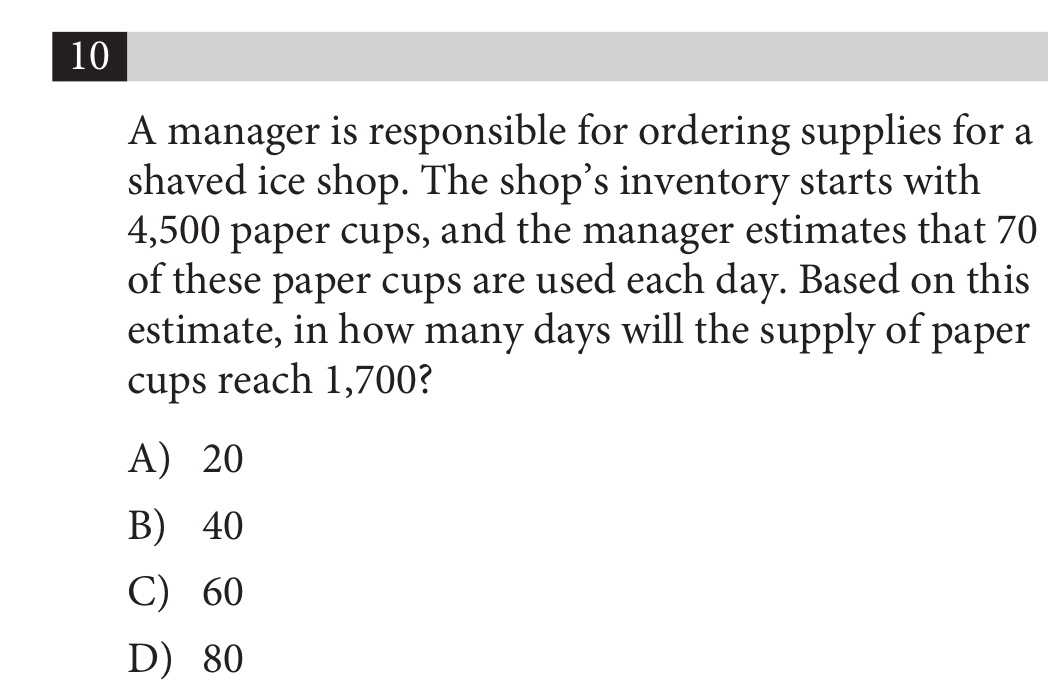 10
A manager is responsible for ordering supplies for a
shaved ice shop. The shop’s inventory starts with
4,500 paper cups, and the manager estimates that 70
of these paper cups are used each day. Based on this
estimate, in how many days will the supply of paper
cups reach 1,700?
A) 20
B) 40
C) 60
D) 80